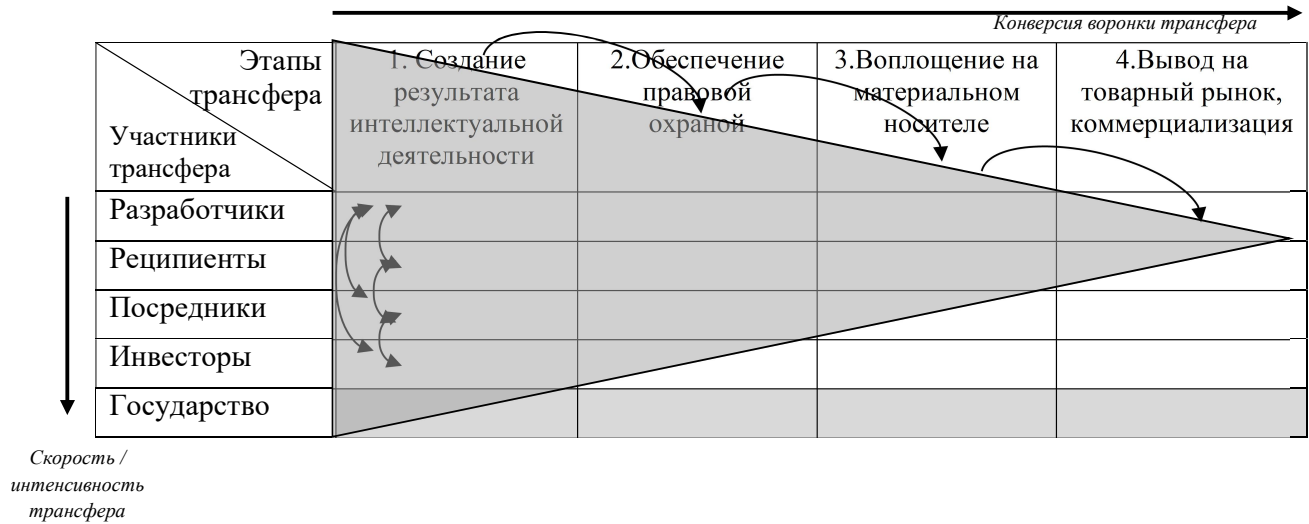 Конверсия воронки трансфера
Этапы
трансфера
Участники
трансфера
1. Создание
результата
интеллектуальной
деятельности
2.Обеспечение
правовой
охраной
3.Воплощение на
материальном
носителе
4.Вывод на
товарный рынок,
коммерциализация
Разработчики
Реципиенты
Посредники
Инвесторы
Государство
Скорость /
интенсивность
трансфера